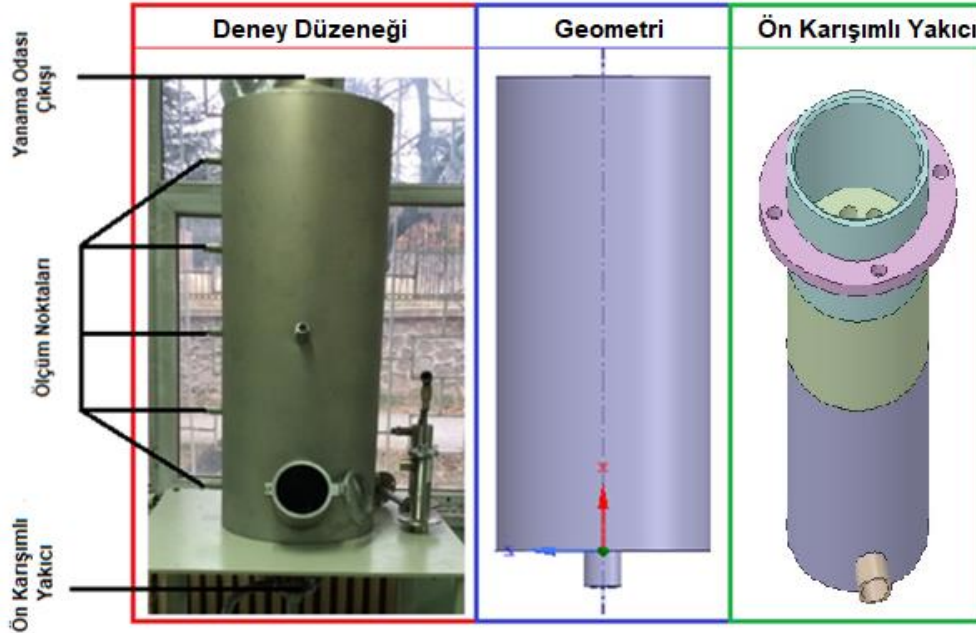 Deney Düzeneği
Geometri
Ön Karışımlı Yakıcı
Yanama Odası
Çıkışı
Ölçüm Noktaları
Ön Karışımlı
Yakıcı
X